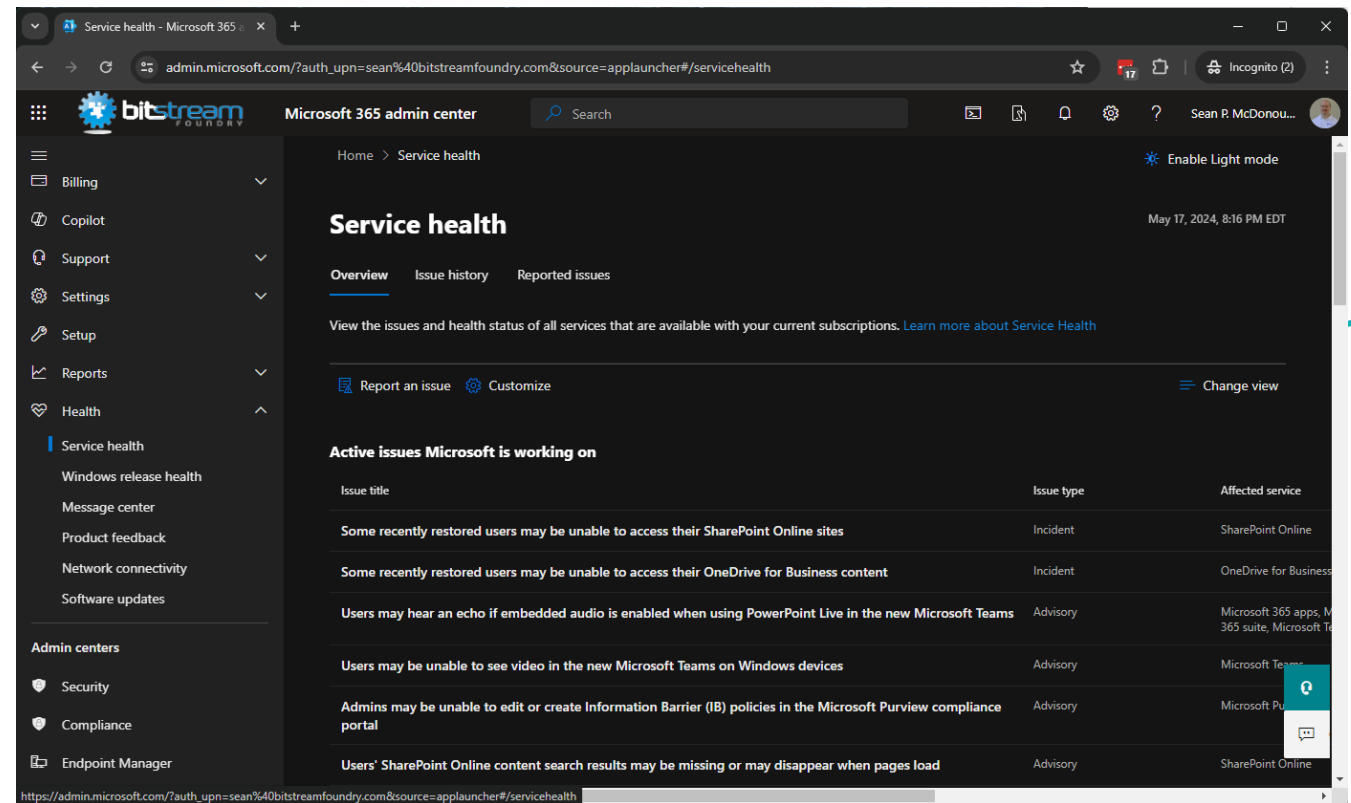 Service health - Microsoft 365 a
admin.microsoft.com/?auth_upn=sean%40bitstreamfoundry.com&source=applauncher#/servicehealth
17
Incognito (2)
bitstream
FOUNDRY
Microsoft 365 admin center
Search
Sean P. McDonou...
Billing
Copilot
Support
Settings
Setup
Reports
Health
Service health
Windows release health
Message center
Product feedback
Network connectivity
Software updates
Admin centers
Security
Compliance
Endpoint Manager
Home > Service health
Enable Light mode
Service health
May 17, 2024, 8:16 PM EDT
Overview Issue history Reported issues
View the issues and health status of all services that are available with your current subscriptions. Learn more about Service Health
Report an issue Customize
Change view
Active issues Microsoft is working on
Issue title Issue type Affected service
Some recently restored users may be unable to access their SharePoint Online sites Incident SharePoint Online
Some recently restored users may be unable to access their OneDrive for Business content Incident OneDrive for Business
Users may hear an echo if embedded audio is enabled when using PowerPoint Live in the new Microsoft Teams Advisory Microsoft 365 apps, M
365 suite, Microsoft Te
Users may be unable to see video in the new Microsoft Teams on Windows devices Advisory Microsoft Teams
Admins may be unable to edit or create Information Barrier (IB) policies in the Microsoft Purview compliance Advisory Microsoft Pu
portal
Users' SharePoint Online content search results may be missing or may disappear when pages load Advisory SharePoint Online
https://admin.microsoft.com/?auth_upn=sean%40bitstreamfoundry.com&source=applauncher#/servicehealth